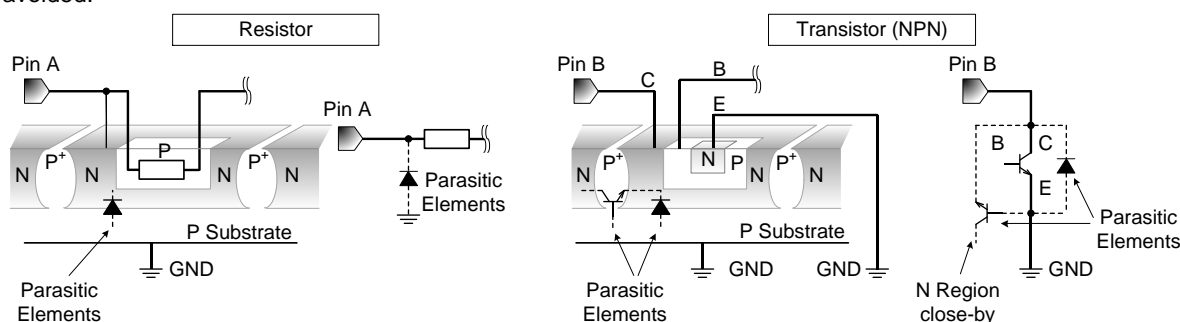 avoided.
Resistor
Transistor (NPN)
Pin A
Pin A
P
N P+ N N P+ N
Parasitic
Elements
P Substrate
GND
Parasitic
Elements
Pin B
C
B
E
N P+ N N P N P+ N
P Substrate
GND
GND
Parasitic
Elements
Pin B
B
C
E
Parasitic
Elements
GND
N Region
close-by